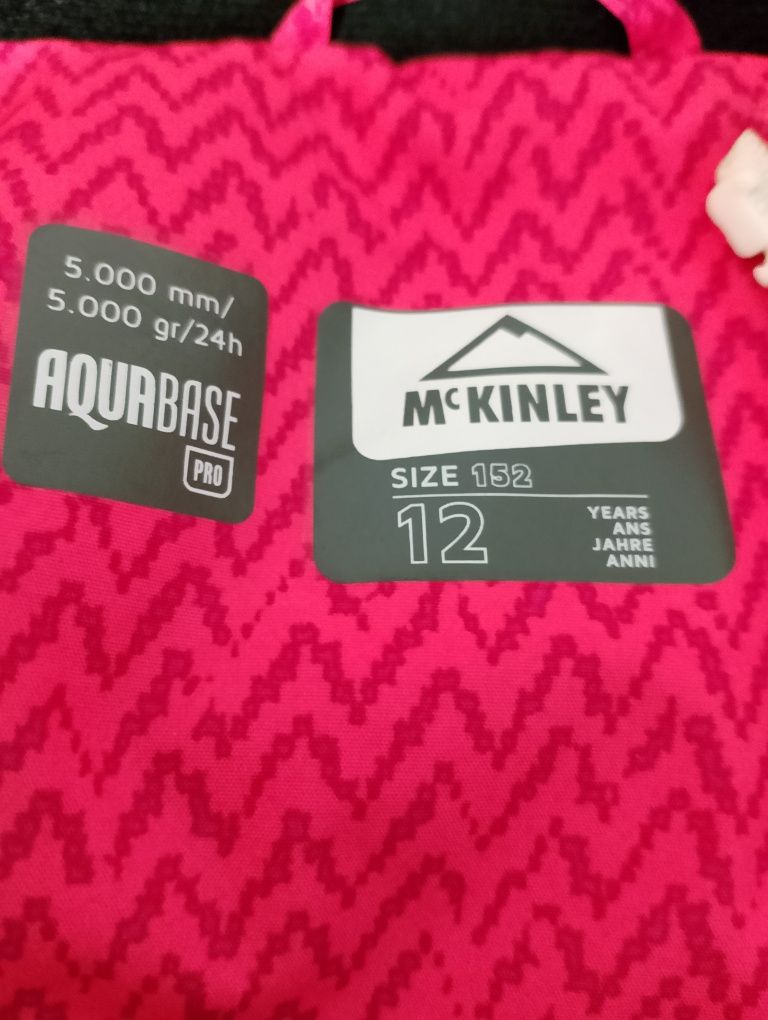 5.000 mm/
5.000 gr/24h
AQUABASE
PRO
McKINLEY
SIZE 152
12
YEARS
ANS
JAHRE
ANNI